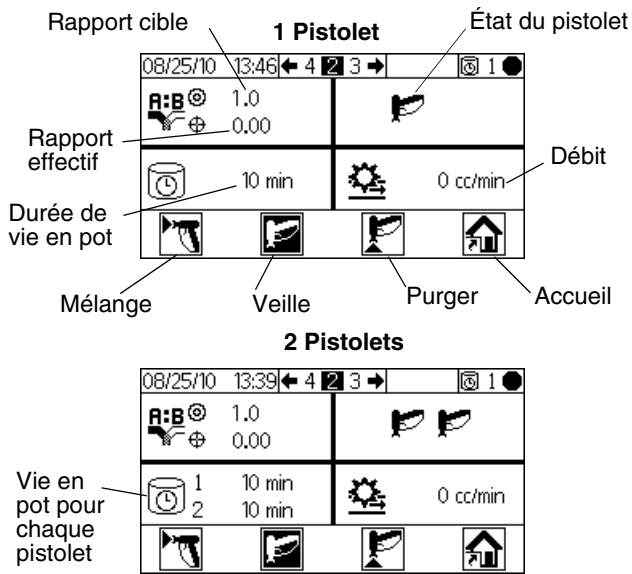 Rapport cible
1 Pistolet
État du pistolet
08/25/10 13:46 4 2 3 1
A:B 1.0
0.00
Rapport
effectif
10 min
0 cc/min
Débit
Durée de
vie en pot
Mélange
Veille
Purger
Accueil
2 Pistolets
08/25/10 13:39 4 2 3 1
A:B 1.0
0.00
Vie en
pot pour
chaque
pistolet
1 10 min
2 10 min
0 cc/min